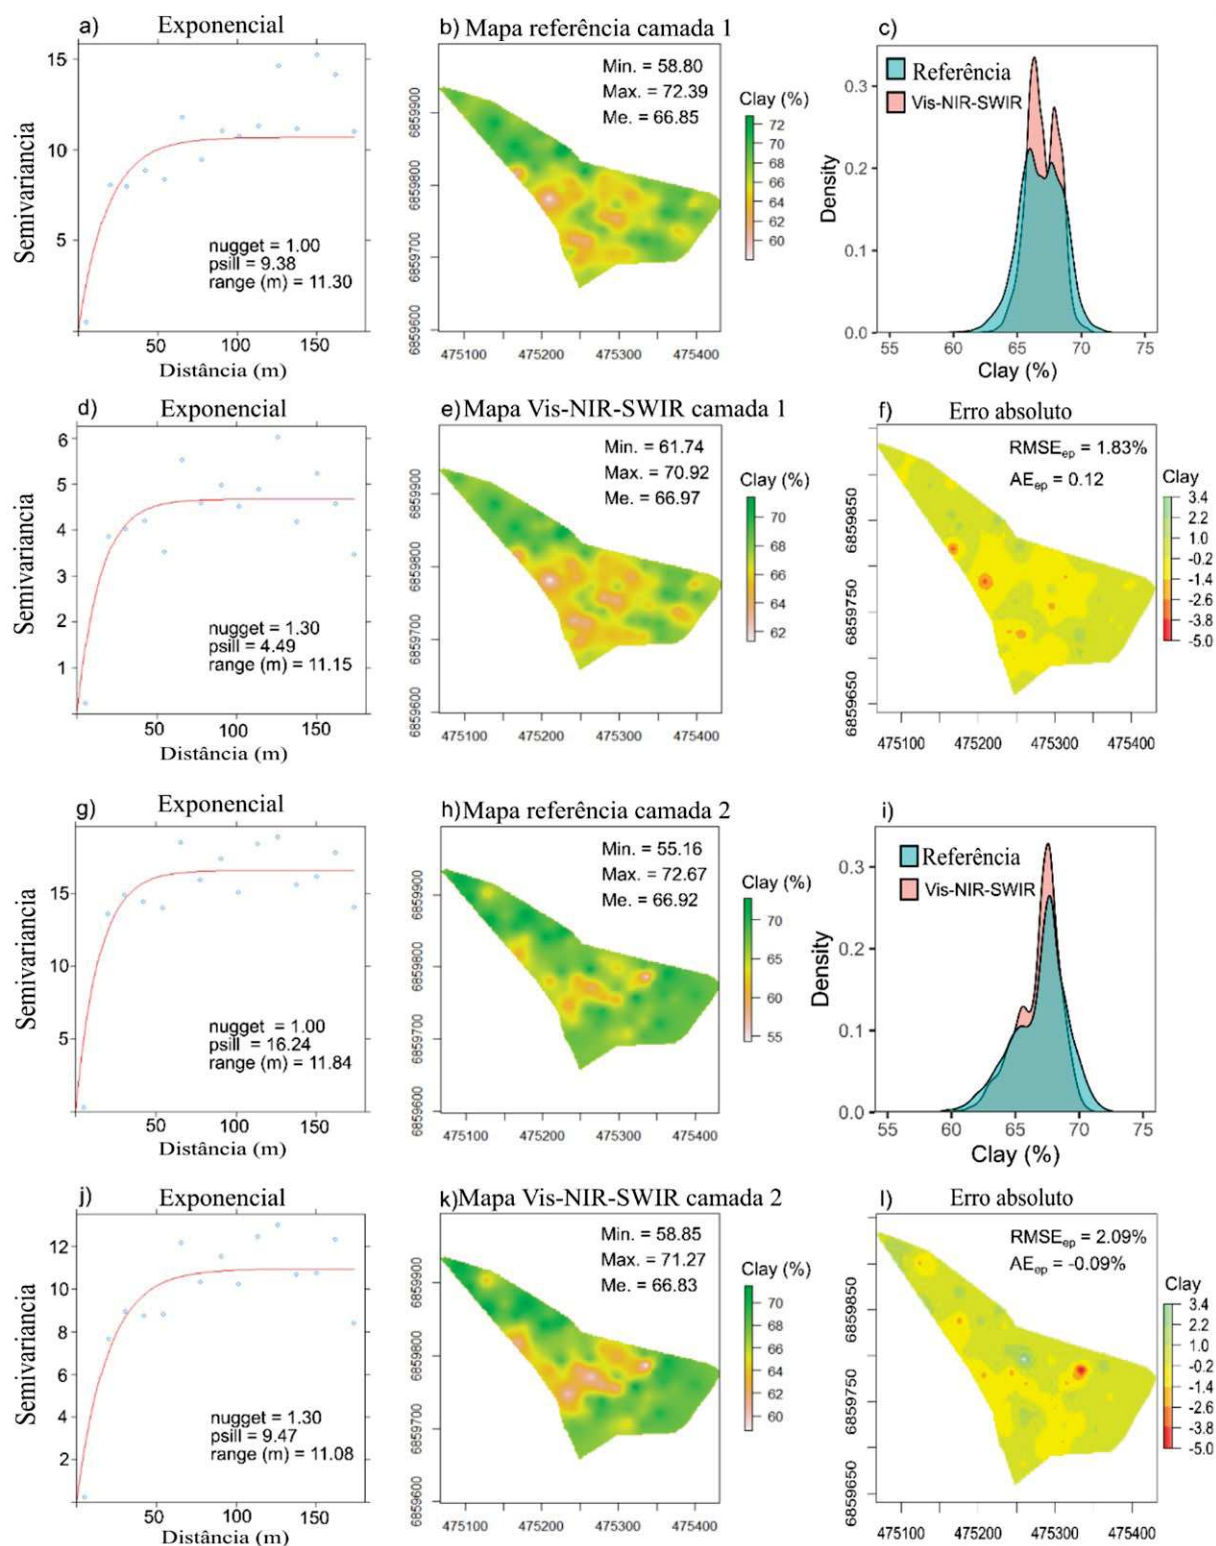 a) Exponencial
15
10
5
50 100 150
Semivariancia
Distância (m)
nugget = 1.00
psill = 9.38
range (m) = 11.30
b) Mapa referência camada 1
Min. = 58.80
Max. = 72.39
Me. = 66.85
Clay (%)
72
70
68
66
64
62
60
6859900
6859800
6859700
6859600
475100 475200 475300 475400
c)
Referência
Vis-NIR-SWIR
Density
0.3
0.2
0.1
0.0
55 60 65 70 75
Clay (%)
d) Exponencial
6
5
4
3
2
1
50 100 150
Semivariancia
Distância (m)
nugget = 1.30
psill = 4.49
range (m) = 11.15
e) Mapa Vis-NIR-SWIR camada 1
Min. = 61.74
Max. = 70.92
Me. = 66.97
Clay (%)
70
68
66
64
62
6859900
6859800
6859700
6859600
475100 475200 475300 475400
f) Erro absoluto
RMSEep = 1.83%
AEep = 0.12
Clay
3.4
2.2
1.0
-0.2
-1.4
-2.6
-3.8
-5.0
6859850
6859750
6859650
475100 475200 475300 475400
g) Exponencial
15
10
5
50 100 150
Semivariancia
Distância (m)
nugget = 1.00
psill = 16.24
range (m) = 11.84
h) Mapa referência camada 2
Min. = 55.16
Max. = 72.67
Me. = 66.92
Clay (%)
70
65
60
55
6859900
6859800
6859700
6859600
475100 475200 475300 475400
i)
Referência
Vis-NIR-SWIR
Density
0.3
0.2
0.1
0.0
55 60 65 70 75
Clay (%)
j) Exponencial
12
10
8
6
4
2
50 100 150
Semivariancia
Distância (m)
nugget = 1.30
psill = 9.47
range (m) = 11.08
k) Mapa Vis-NIR-SWIR camada 2
Min. = 58.85
Max. = 71.27
Me. = 66.83
Clay (%)
70
68
66
64
62
60
6859900
6859800
6859700
6859600
475100 475200 475300 475400
l) Erro absoluto
RMSEep = 2.09%
AEep = -0.09%
Clay
3.4
2.2
1.0
-0.2
-1.4
-2.6
-3.8
-5.0
6859850
6859750
6859650
475100 475200 475300 475400